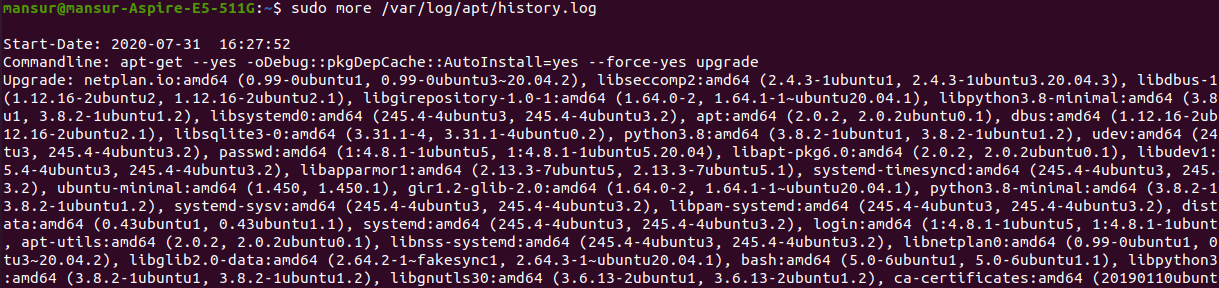 mansur@mansur-Aspire-E5-511G:~$ sudo more /var/log/apt/history.log
Start-Date: 2020-07-31  16:27:52
Commandline: apt-get --yes -oDebug::pkgDepCache::AutoInstall=yes --force-yes upgrade
Upgrade: netplan.io:amd64 (0.99-0ubuntu1, 0.99-0ubuntu3~20.04.2), libseccomp2:amd64 (2.4.3-1ubuntu1, 2.4.3-1ubuntu3.20.04.3), libdbus-1
(1.12.16-2ubuntu2, 1.12.16-2ubuntu2.1), libgirepository-1.0-1:amd64 (1.64.0-2, 1.64.1-1~ubuntu20.04.1), libpython3.8-minimal:amd64 (3.8
u1, 3.8.2-1ubuntu1.2), libsystemd0:amd64 (245.4-4ubuntu3, 245.4-4ubuntu3.2), apt:amd64 (2.0.2, 2.0.2ubuntu0.1), dbus:amd64 (1.12.16-2ub
12.16-2ubuntu2.1), libsqlite3-0:amd64 (3.31.1-4, 3.31.1-4ubuntu0.2), python3.8:amd64 (3.8.2-1ubuntu1, 3.8.2-1ubuntu1.2), udev:amd64 (24
tu3, 245.4-4ubuntu3.2), passwd:amd64 (1:4.8.1-1ubuntu5, 1:4.8.1-1ubuntu5.20.04), libapt-pkg6.0:amd64 (2.0.2, 2.0.2ubuntu0.1), libudev1:
5.4-4ubuntu3, 245.4-4ubuntu3.2), libapparmor1:amd64 (2.13.3-7ubuntu5, 2.13.3-7ubuntu5.1), systemd-timesyncd:amd64 (245.4-4ubuntu3, 245.
3.2), ubuntu-minimal:amd64 (1.450, 1.450.1), gir1.2-glib-2.0:amd64 (1.64.0-2, 1.64.1-1~ubuntu20.04.1), python3.8-minimal:amd64 (3.8.2-1
3.8.2-1ubuntu1.2), systemd-sysv:amd64 (245.4-4ubuntu3, 245.4-4ubuntu3.2), libpam-systemd:amd64 (245.4-4ubuntu3, 245.4-4ubuntu3.2), dist
ata:amd64 (0.43ubuntu1, 0.43ubuntu1.1), systemd:amd64 (245.4-4ubuntu3, 245.4-4ubuntu3.2), login:amd64 (1:4.8.1-1ubuntu5, 1:4.8.1-1ubunt
, apt-utils:amd64 (2.0.2, 2.0.2ubuntu0.1), libnss-systemd:amd64 (245.4-4ubuntu3, 245.4-4ubuntu3.2), libnetplan0:amd64 (0.99-0ubuntu1, 0
tu3~20.04.2), libglib2.0-data:amd64 (2.64.2-1~fakesync1, 2.64.3-1~ubuntu20.04.1), bash:amd64 (5.0-6ubuntu1, 5.0-6ubuntu1.1), libpython3
:amd64 (3.8.2-1ubuntu1, 3.8.2-1ubuntu1.2), libgnutls30:amd64 (3.6.13-2ubuntu1, 3.6.13-2ubuntu1.2), ca-certificates:amd64 (20190110ubunt